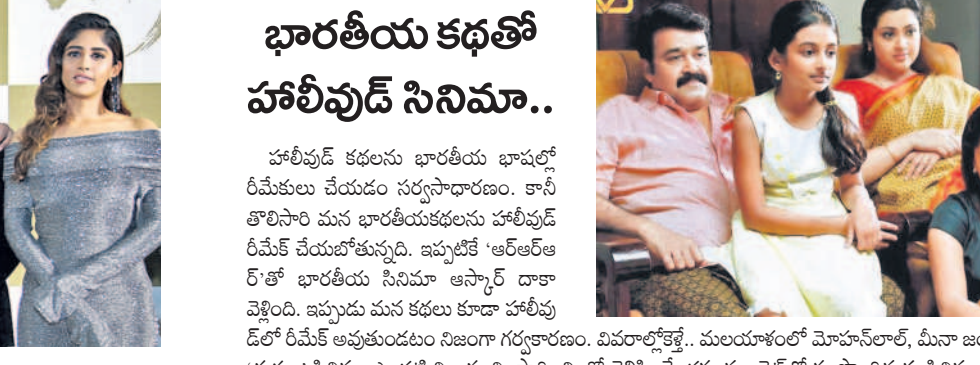 భారతీయ కథతో
హాలీవుడ్ సినిమా..
హాలీవుడ్ కథలను భారతీయ భాషల్లో
రీమేకులు చేయడం సర్వసాధారణం. కానీ
తొలిసారి మన భారతీయకథలను హాలీవుడ్
రీమేక్ చేయబోతున్నది. ఇప్పటికే ‘ఆర్ఆర్ఆ
ర్’తో భారతీయ సినిమా ఆస్కార్ దాకా
వెళ్లింది. ఇప్పుడు మన కథలు కూడా హాలీవు
డ్‌లో రీమేక్ అవుతుండటం నిజంగా గర్వకారణం. వివరాల్లోకెళ్తే.. మలయాళంలో మోహన్‌లాల్, మీనా